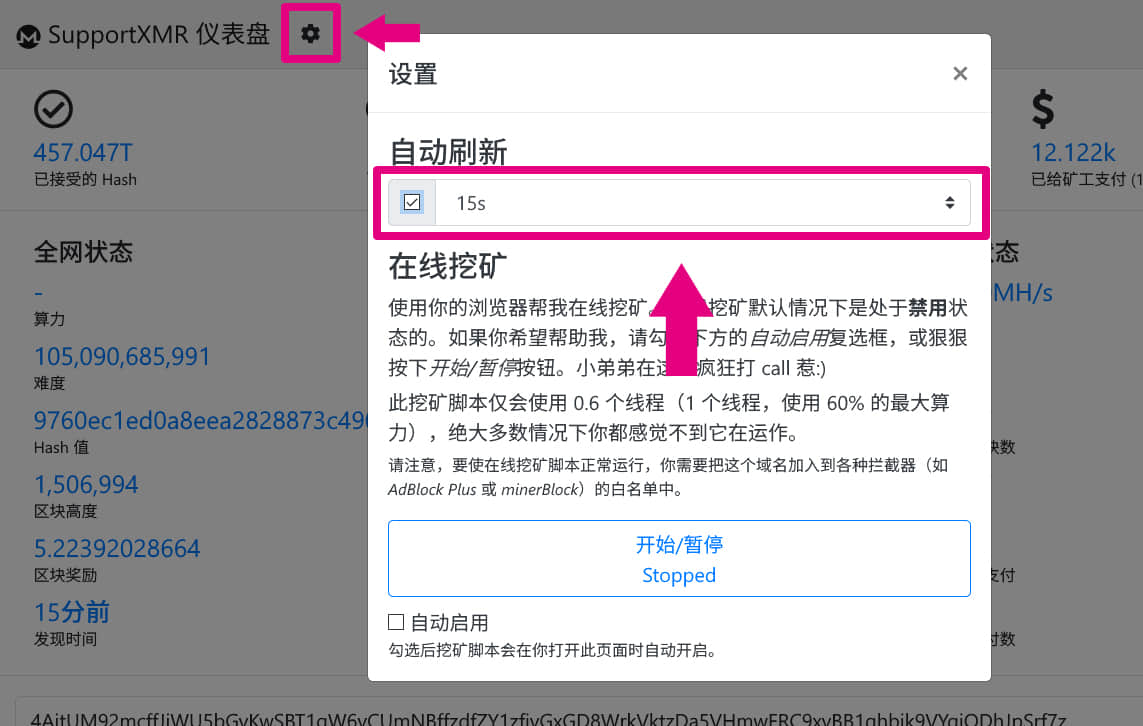 SupportXMR 仪表盘
设置
×
457.047T
已接受的 Hash
12.122k
已给矿工支付 (1
自动刷新
15s
全网状态
-
算力
105,090,685,991
难度
9760ec1ed0a8eea2828873c490
Hash 值
1,506,994
区块高度
5.22392028664
区块奖励
15分前
发现时间
在线挖矿
使用你的浏览器帮我在线挖矿。挖矿默认情况下是处于禁用状
态的。如果你希望帮助我，请勾下方的自动启用复选框，或狠狠
按下开始/暂停按钮。小弟弟在这疯狂打 call 惹:)
此挖矿脚本仅会使用 0.6 个线程（1 个线程，使用 60% 的最大算
力），绝大多数情况下你都感觉不到它在运作。
请注意，要使在线挖矿脚本正常运行，你需要把这个域名加入到各种拦截器（如
AdBlock Plus 或 minerBlock）的白名单中。
开始/暂停
Stopped
自动启用
勾选后挖矿脚本会在你打开此页面时自动开启。
状态
MH/s
块数
支付
付数